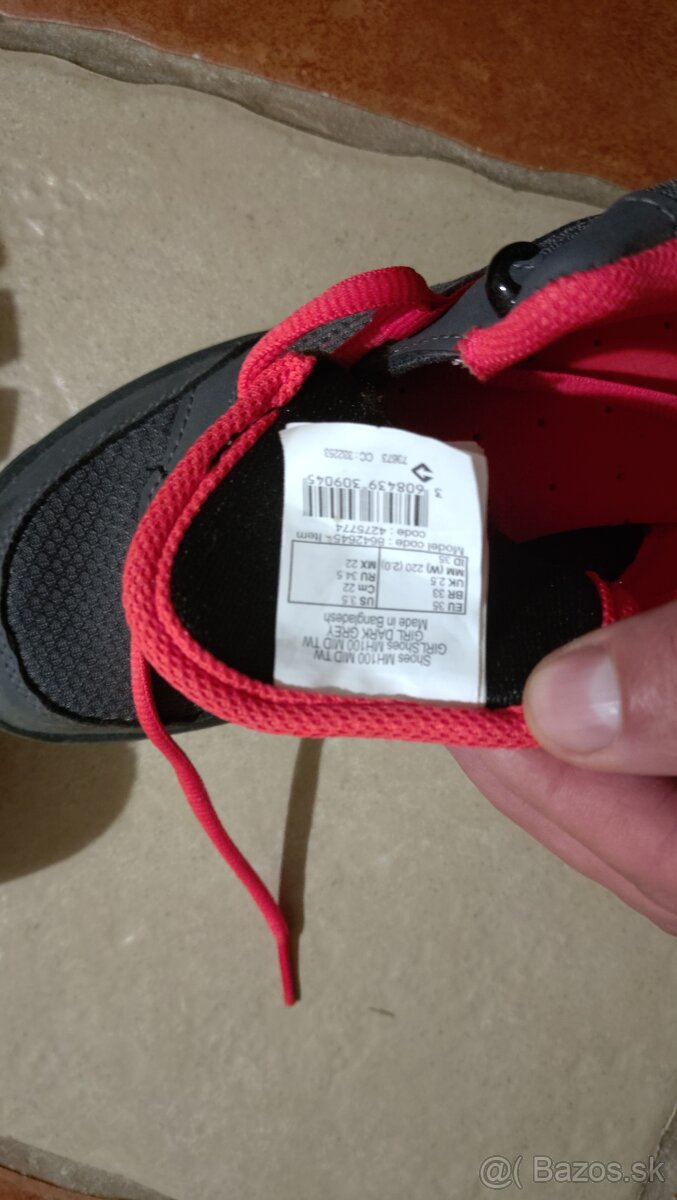 Shoes MH100 MID TW
GIRLShoes MH100 MID TW
GIRL DARK GREY
Made in Bangladesh
EU 35 US 3.5
BR 33 Cm 22
UK 2.5 RU 34.5
MM (W) 220 (2.0) MX 22
ID 35
Model code : 8642645- Item
code : 4275774
3 608439 309045
73673 CC : 332253
@( Bazos.sk